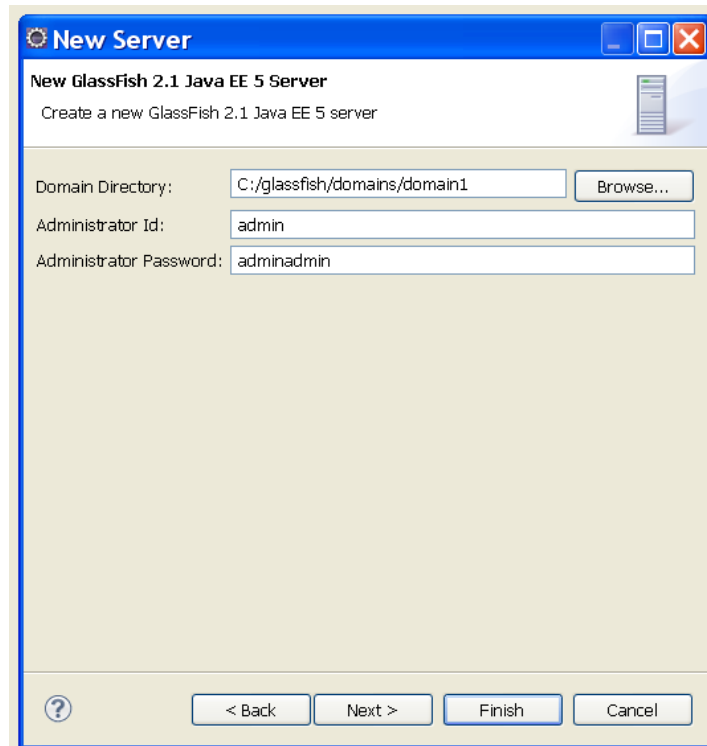 New Server
New GlassFish 2.1 Java EE 5 Server
Create a new GlassFish 2.1 Java EE 5 server
Domain Directory: C:/glassfish/domains/domain1 Browse...
Administrator Id: admin
Administrator Password: adminadmin
? < Back Next > Finish Cancel